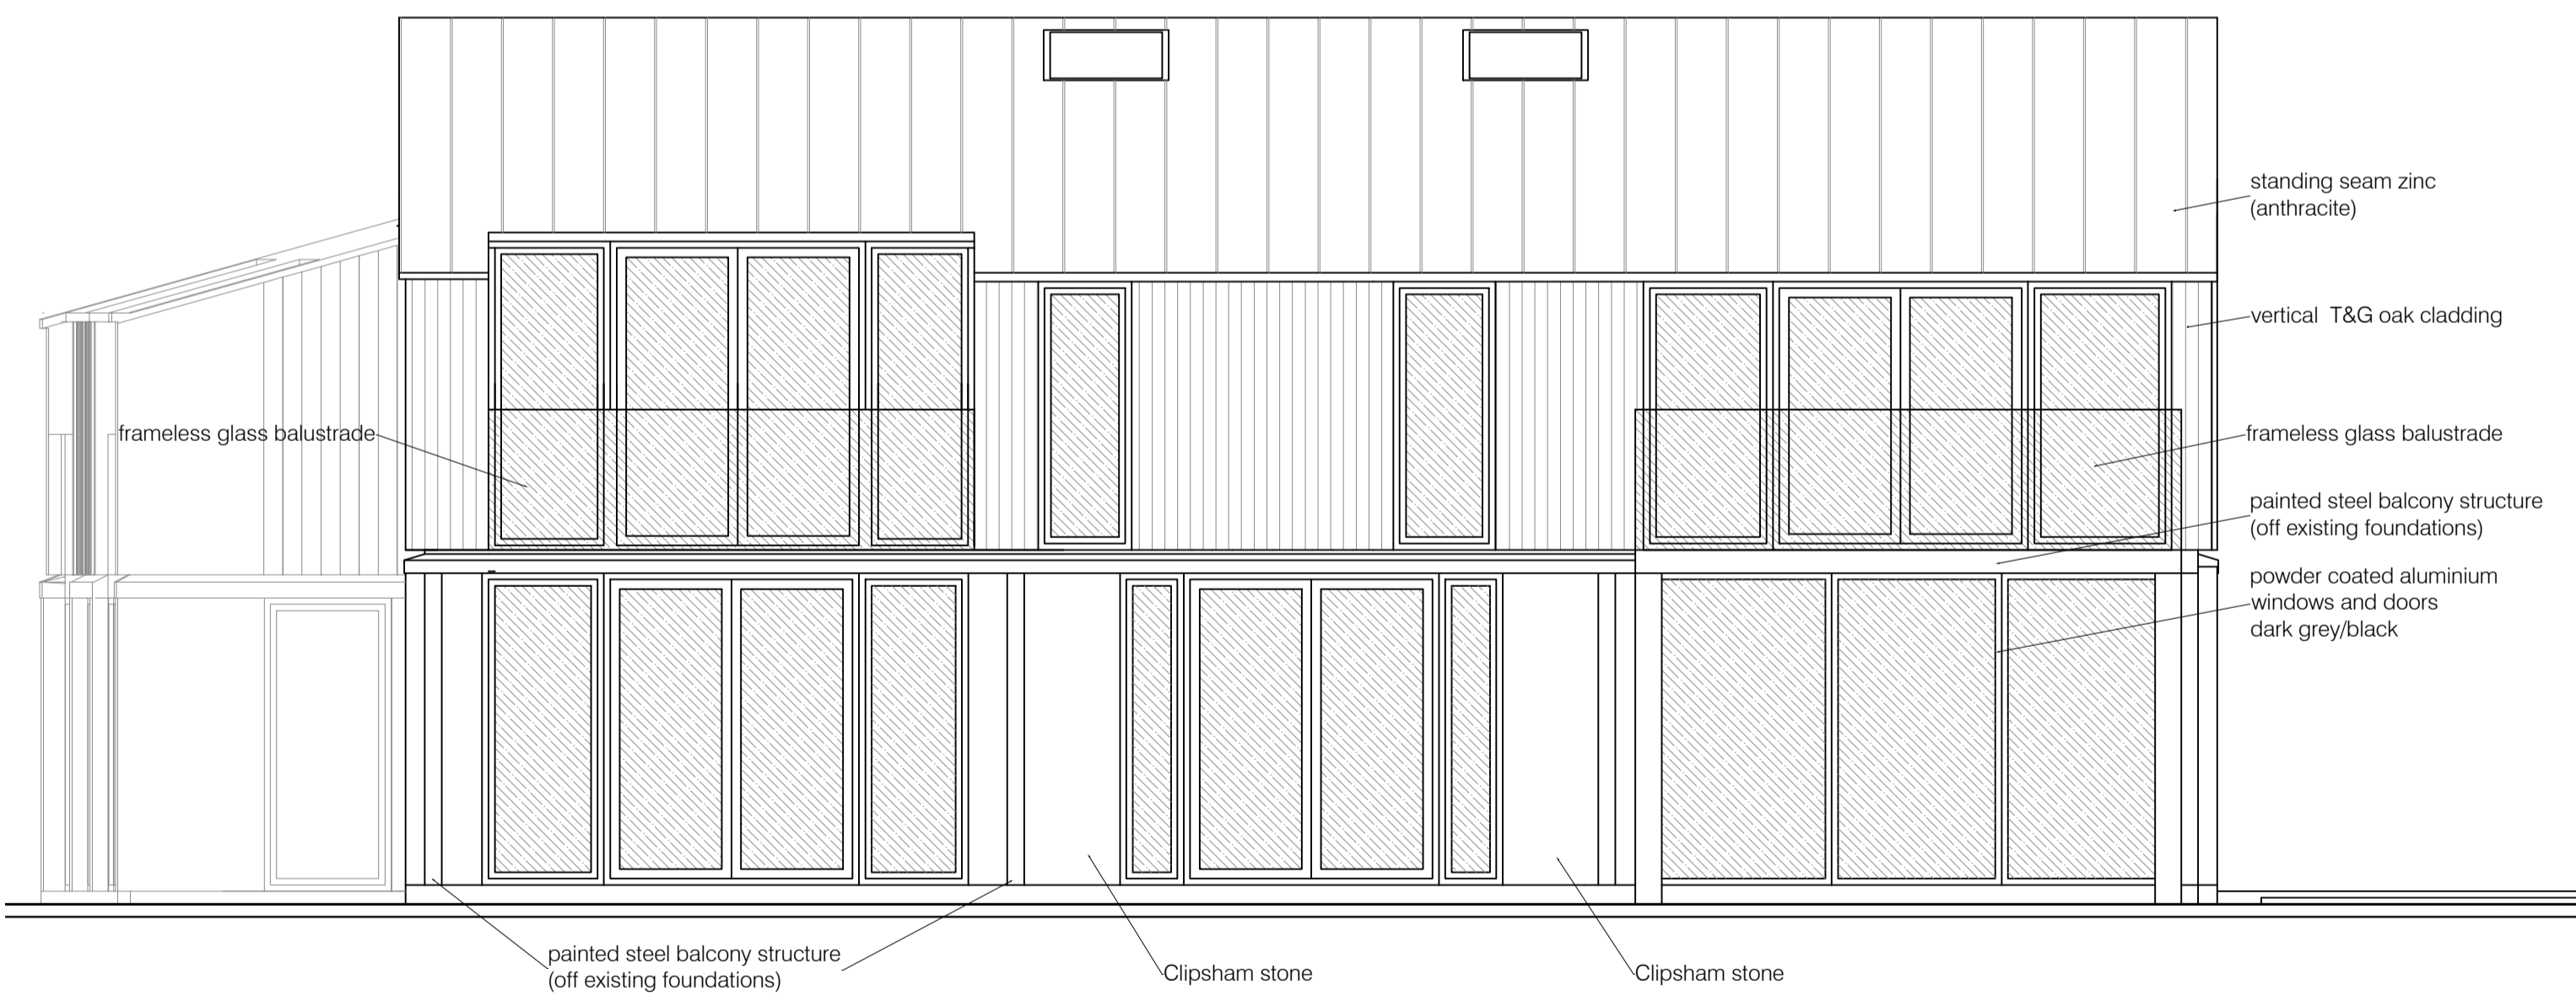 standing seam zinc
(anthracite)
vertical  T&G oak cladding
frameless glass balustrade
frameless glass balustrade
painted steel balcony structure
(off existing foundations)
powder coated aluminium
windows and doors
dark grey/black
painted steel balcony structure
(off existing foundations)
Clipsham stone
Clipsham stone